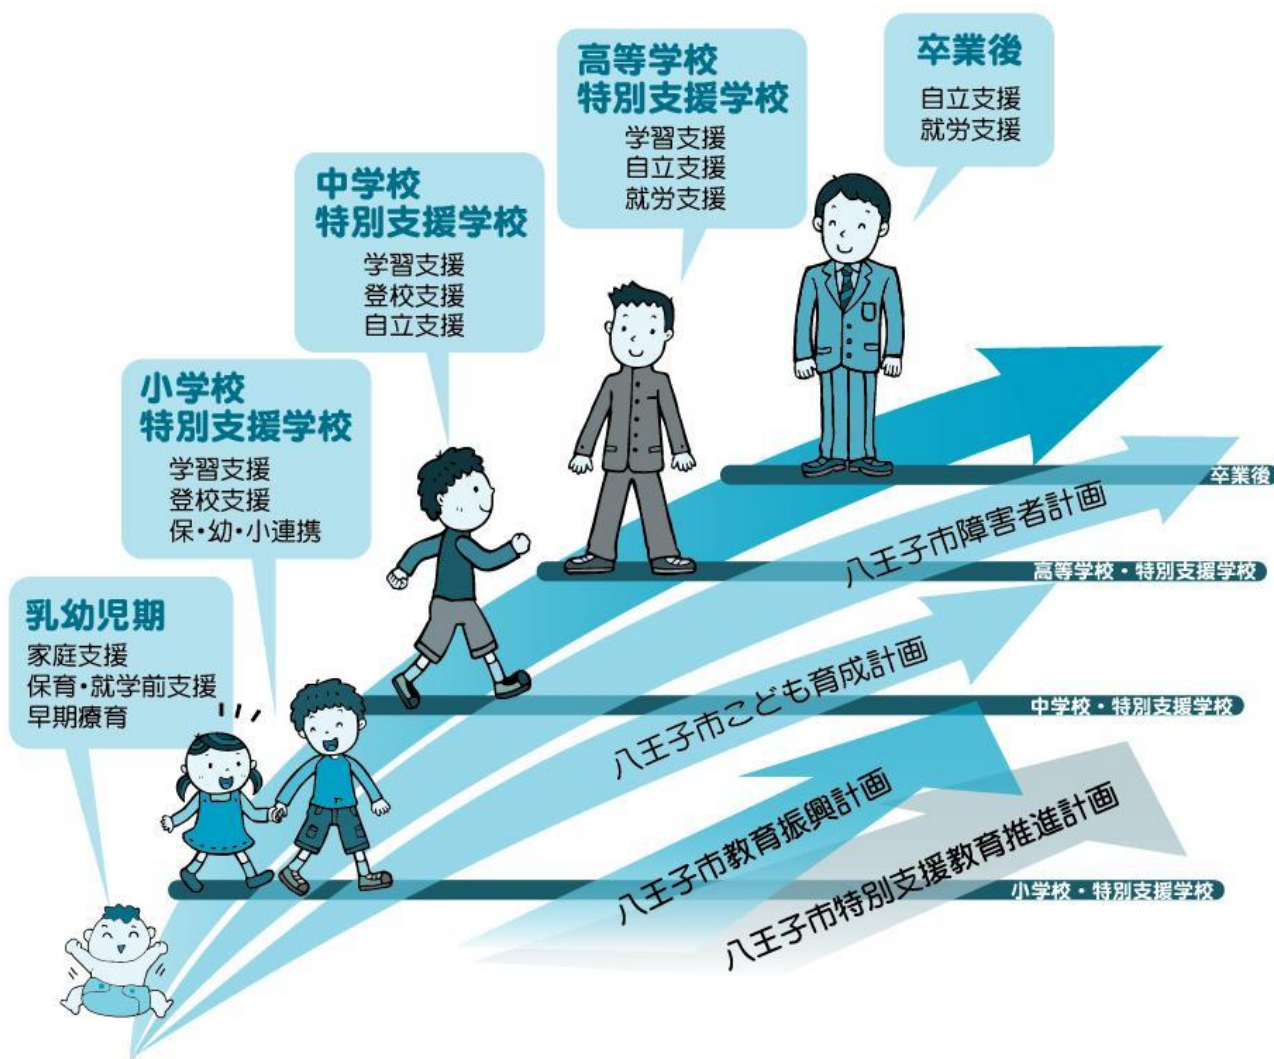 卒業後
自立支援
就労支援
高等学校
特別支援学校
学習支援
自立支援
就労支援
中学校
特別支援学校
学習支援
登校支援
自立支援
小学校
特別支援学校
学習支援
登校支援
保・幼・小連携
乳幼児期
家庭支援
保育・就学前支援
早期療育
卒業後
八王子市障害者計画
高等学校・特別支援学校
八王子市こども育成計画
中学校・特別支援学校
八王子市教育振興計画
八王子市特別支援教育推進計画
小学校・特別支援学校